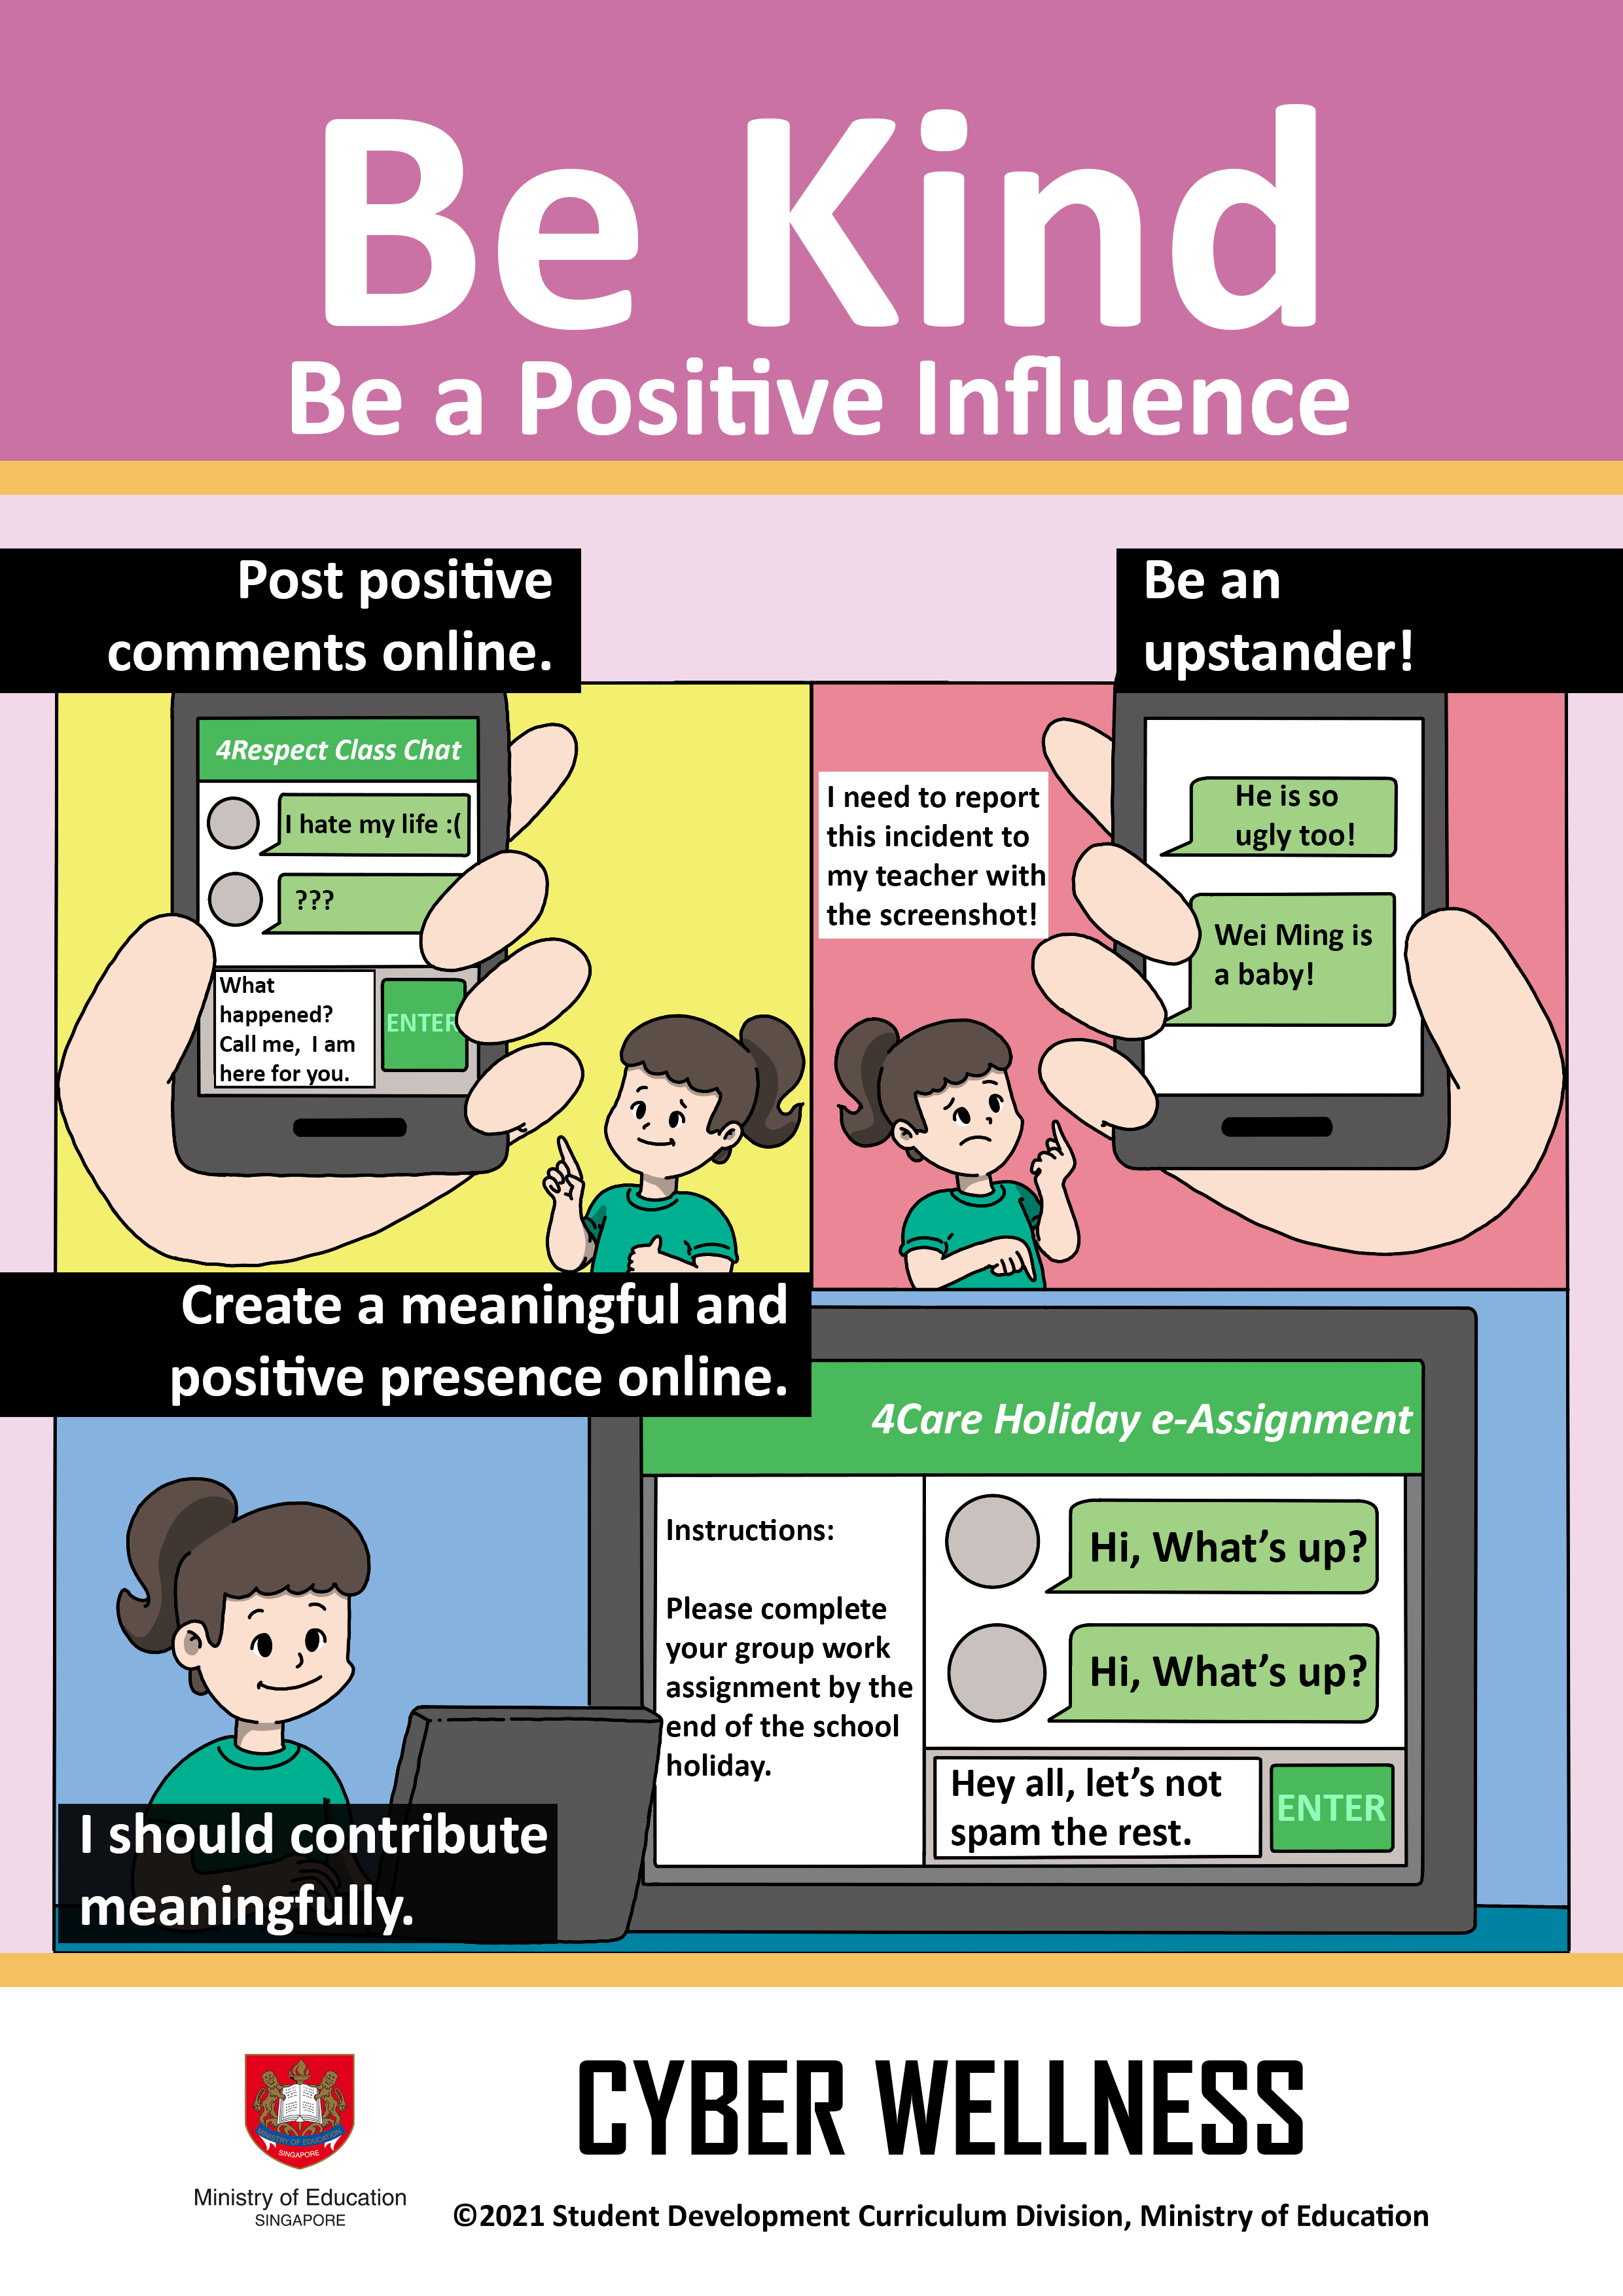 Be Kind
Be a Positive Influence
Post positive
comments online.
4Respect Class Chat
I hate my life :(
???
What
happened?
Call me, I am
here for you.
ENTER
Be an
upstander!
I need to report
this incident to
my teacher with
the screenshot!
He is so
ugly too!
Wei Ming is
a baby!
Create a meaningful and
positive presence online.
4Care Holiday e-Assignment
Instructions:
Please complete
your group work
assignment by the
end of the school
holiday.
Hi, What's up?
Hi, What's up?
Hey all, let's not
spam the rest.
ENTER
I should contribute
meaningfully.
MINISTRY OF EDUCATION
SINGAPORE
Ministry of Education
SINGAPORE
CYBER WELLNESS
©2021 Student Development Curriculum Division, Ministry of Education